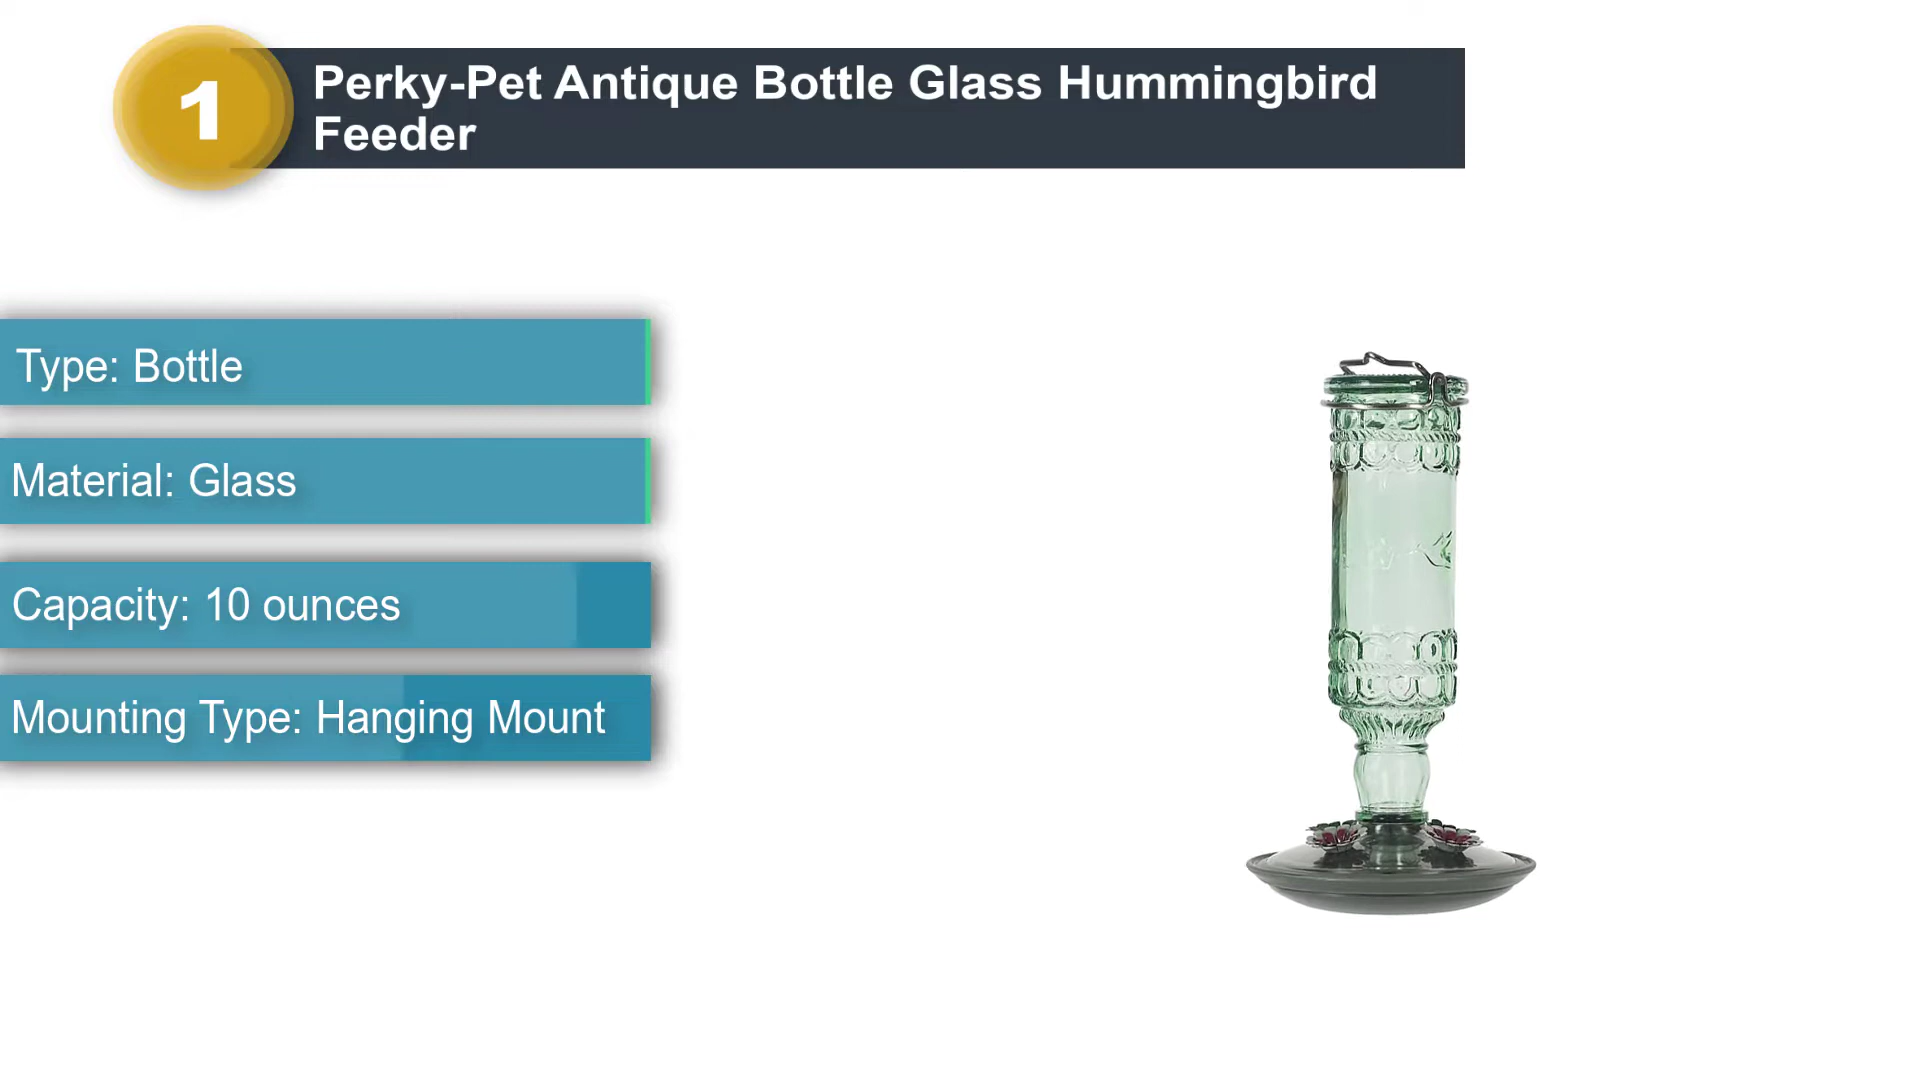 1
Perky-Pet Antique Bottle Glass Hummingbird
Feeder
Type: Bottle
Material: Glass
Capacity: 10 ounces
Mounting Type: Hanging Mount